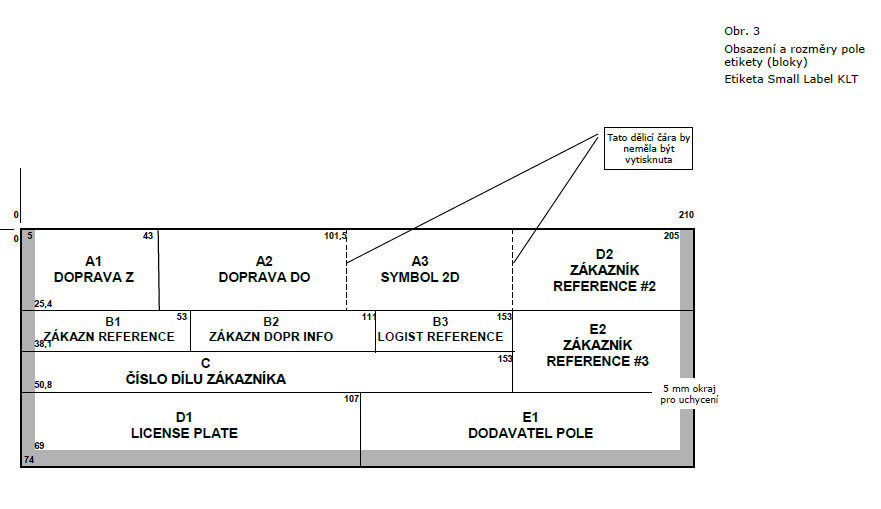 Obr. 3
Obsazení a rozměry pole
etikety (bloky)
Etiketa Small Label KLT
Tato dělicí čára by
neměla být
vytisknuta
0
210
0
5
43
101,5
205
A1
DOPRAVA Z
A2
DOPRAVA DO
A3
SYMBOL 2D
D2
ZÁKAZNÍK
REFERENCE #2
25,4
53
111
153
B1
ZÁKAZN REFERENCE
B2
ZÁKAZN DOPR INFO
B3
LOGIST REFERENCE
E2
ZÁKAZNÍK
REFERENCE #3
38,1
153
C
ČÍSLO DÍLU ZÁKAZNÍKA
50,8
5 mm okraj
pro uchycení
107
D1
LICENSE PLATE
E1
DODAVATEL POLE
69
74